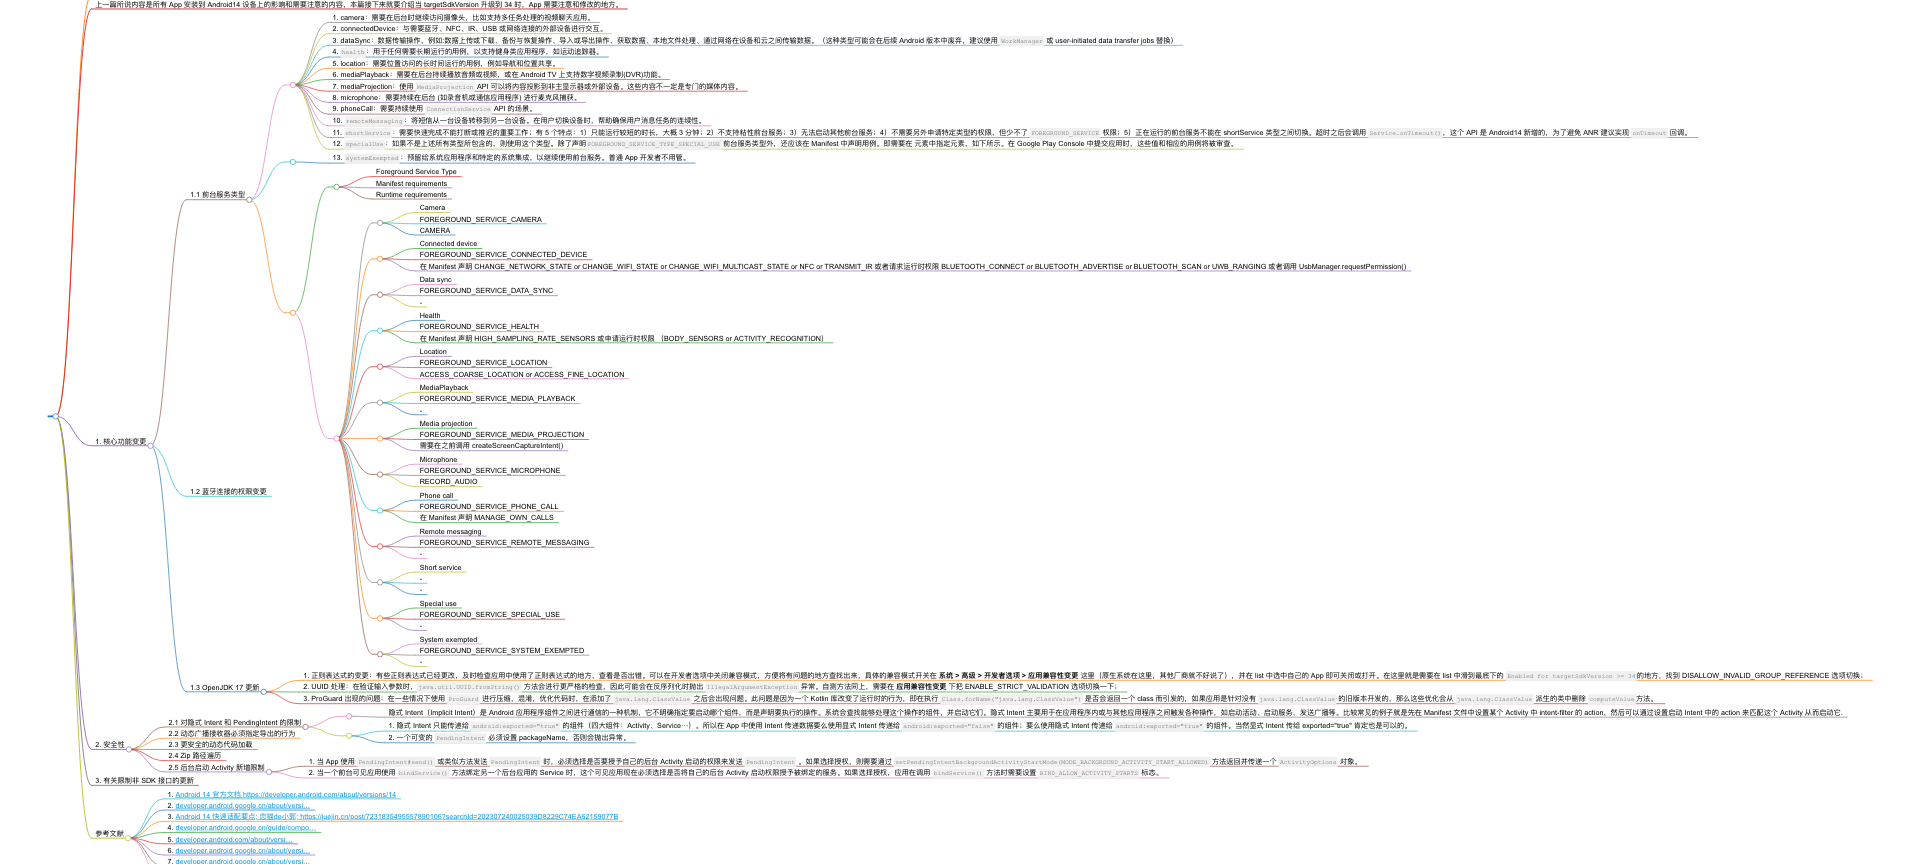 上一篇所说内容是所有 App 安装到 Android14 设备上的影响和需要注意的内容，本篇接下来就要介绍当 targetSdkVersion 升级到 34 时，App 需要注意和修改的地方。
1. camera：需要在后台时继续访问摄像头，比如支持多任务处理的视频聊天应用。
2. connectedDevice：与需要蓝牙、NFC、IR、USB 或网络连接的外部设备进行交互。
3. dataSync：数据传输操作，例如:数据上传或下载、备份与恢复操作、导入或导出操作、获取数据、本地文件处理、通过网络在设备和云之间传输数据。（这种类型可能会在后续 Android 版本中废弃，建议使用 WorkManager 或 user-initiated data transfer jobs 替换）
4. health：用于任何需要长期运行的用例，以支持健身类应用程序，如运动追踪器。
5. location：需要位置访问的长时间运行的用例，例如导航和位置共享。
6. mediaPlayback：需要在后台持续播放音频或视频，或在 Android TV 上支持数字视频录制(DVR)功能。
7. mediaProjection：使用 MediaProjection API 可以将内容投影到非主显示器或外部设备。这些内容不一定是专门的媒体内容。
8. microphone：需要持续在后台 (如录音机或通信应用程序) 进行麦克风捕获。
9. phoneCall：需要持续使用 ConnectionService API 的场景。
10. remoteMessaging：将短信从一台设备转移到另一台设备。在用户切换设备时，帮助确保用户消息任务的连续性。
11. shortService：需要快速完成不能打断或推迟的重要工作；有 5 个特点：1）只能运行较短的时长，大概 3 分钟；2）不支持粘性前台服务；3）无法启动其他前台服务；4）不需要另外申请特定类型的权限，但少不了 FOREGROUND_SERVICE 权限；5）正在运行的前台服务不能在 shortService 类型之间切换。超时之后会调用 Service.onTimeout()，这个 API 是 Android14 新增的，为了避免 ANR 建议实现 onTimeout 回调。
12. specialUse：如果不是上述所有类型所包含的，则使用这个类型。除了声明 FOREGROUND_SERVICE_TYPE_SPECIAL_USE 前台服务类型外，还应该在 Manifest 中声明用例。即需要在 元素中指定元素，如下所示。在 Google Play Console 中提交应用时，这些值和相应的用例将被审查。
13. systemExempted：预留给系统应用程序和特定的系统集成，以继续使用前台服务。普通 App 开发者不用管。
1.1 前台服务类型
Foreground Service Type
Manifest requirements
Runtime requirements
Camera
FOREGROUND_SERVICE_CAMERA
CAMERA
Connected device
FOREGROUND_SERVICE_CONNECTED_DEVICE
在 Manifest 声明 CHANGE_NETWORK_STATE or CHANGE_WIFI_STATE or CHANGE_WIFI_MULTICAST_STATE or NFC or TRANSMIT_IR 或者请求运行时权限 BLUETOOTH_CONNECT or BLUETOOTH_ADVERTISE or BLUETOOTH_SCAN or UWB_RANGING 或者调用 UsbManager.requestPermission()
Data sync
FOREGROUND_SERVICE_DATA_SYNC
-
Health
FOREGROUND_SERVICE_HEALTH
在 Manifest 声明 HIGH_SAMPLING_RATE_SENSORS 或申请运行时权限 （BODY_SENSORS or ACTIVITY_RECOGNITION）
Location
FOREGROUND_SERVICE_LOCATION
ACCESS_COARSE_LOCATION or ACCESS_FINE_LOCATION
MediaPlayback
FOREGROUND_SERVICE_MEDIA_PLAYBACK
-
Media projection
FOREGROUND_SERVICE_MEDIA_PROJECTION
需要在之前调用 createScreenCaptureIntent()
Microphone
FOREGROUND_SERVICE_MICROPHONE
RECORD_AUDIO
Phone call
FOREGROUND_SERVICE_PHONE_CALL
在 Manifest 声明 MANAGE_OWN_CALLS
Remote messaging
FOREGROUND_SERVICE_REMOTE_MESSAGING
-
Short service
-
-
Special use
FOREGROUND_SERVICE_SPECIAL_USE
-
System exempted
FOREGROUND_SERVICE_SYSTEM_EXEMPTED
-
1. 核心功能变更
1.2 蓝牙连接的权限变更
1.3 OpenJDK 17 更新
1. 正则表达式的变更：有些正则表达式已经更改，及时检查应用中使用了正则表达式的地方，查看是否出错。可以在开发者选项中关闭兼容模式，方便将有问题的地方查找出来，具体的兼容模式开关在 系统 > 高级 > 开发者选项 > 应用兼容性变更 这里（原生系统在这里，其他厂商就不好说了），并在 list 中选中自己的 App 即可关闭或打开。在这里就是需要在 list 中滑到最底下的 Enabled for targetSdkVersion >= 34 的地方，找到 DISALLOW_INVALID_GROUP_REFERENCE 选项切换；
2. UUID 处理：在验证输入参数时，java.util.UUID.fromString() 方法会进行更严格的检查，因此可能会在反序列化时抛出 IllegalArgumentException 异常。自测方法同上，需要在 应用兼容性变更 下把 ENABLE_STRICT_VALIDATION 选项切换一下；
3. ProGuard 出现的问题：在一些情况下使用 ProGuard 进行压缩、混淆、优化代码时，在添加了 java.lang.ClassValue 之后会出现问题，此问题是因为一个 Kotlin 库改变了运行时的行为，即在执行 Class.forName("java.lang.ClassValue") 是否会返回一个 class 而引发的，如果应用是针对没有 java.lang.ClassValue 的旧版本开发的，那么这些优化会从 java.lang.ClassValue 派生的类中删除 computeValue 方法。
2. 安全性
2.1 对隐式 Intent 和 PendingIntent 的限制
隐式 Intent（Implicit Intent）是 Android 应用程序组件之间进行通信的一种机制，它不明确指定要启动哪个组件，而是声明要执行的操作。系统会查找能够处理这个操作的组件，并启动它们。隐式 Intent 主要用于在应用程序内或与其他应用程序之间触发各种操作，如启动活动、启动服务、发送广播等。比较常见的例子就是先在 Manifest 文件中设置某个 Activity 中 intent-filter 的 action，然后可以通过设置启动 Intent 中的 action 来匹配这个 Activity 从而启动它.
1. 隐式 Intent 只能传递给 android:exported="true" 的组件（四大组件：Activity、Service…）。所以在 App 中使用 Intent 传递数据要么使用显式 Intent 传递给 android:exported="false" 的组件；要么使用隐式 Intent 传递给 android:exported="true" 的组件。当然显式 Intent 传给 exported="true" 肯定也是可以的。
2. 一个可变的 PendingIntent 必须设置 packageName，否则会抛出异常。
2.2 动态广播接收器必须指定导出的行为
2.3 更安全的动态代码加载
2.4 Zip 路径遍历
2.5 后台启动 Activity 新增限制
1. 当 App 使用 PendingIntent#send() 或类似方法发送 PendingIntent 时，必须选择是否要授予自己的后台 Activity 启动的权限来发送 PendingIntent 。如果选择授权，则需要通过 setPendingIntentBackgroundActivityStartMode(MODE_BACKGROUND_ACTIVITY_START_ALLOWED) 方法返回并传递一个 ActivityOptions 对象。
2. 当一个前台可见应用使用 bindService() 方法绑定另一个后台应用的 Service 时，这个可见应用现在必须选择是否将自己的后台 Activity 启动权限授予被绑定的服务。如果选择授权，应用在调用 bindService() 方法时需要设置 BIND_ALLOW_ACTIVITY_STARTS 标志。
3. 有关限制非 SDK 接口的更新
参考文献
1. Android 14 官方文档 https://developer.android.com/about/versions/14
2. developer.android.google.cn/about/versi…
3. Android 14 快速适配要点; 恋猫de小郭; https://juejin.cn/post/7231835495557890106?searchId=202307240025039D8229C74EA62159077B
4. developer.android.google.cn/guide/compo…
5. developer.android.com/about/versi…
6. developer.android.google.cn/about/versi…
7. developer.android.google.cn/about/versi…